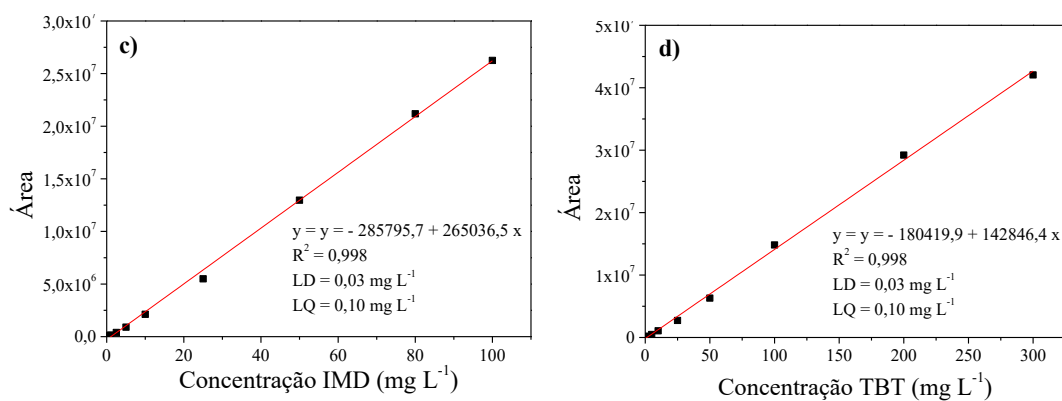 c)
3,0x10⁷
2,5x10⁷
2,0x10⁷
1,5x10⁷
1,0x10⁷
5,0x10⁶
0,0
Área
y = y = - 285795,7 + 265036,5 x
R² = 0,998
LD = 0,03 mg L⁻¹
LQ = 0,10 mg L⁻¹
0 20 40 60 80 100
Concentração IMD (mg L⁻¹)
d)
5x10⁷
4x10⁷
3x10⁷
2x10⁷
1x10⁷
0
Área
y = y = - 180419,9 + 142846,4 x
R² = 0,998
LD = 0,03 mg L⁻¹
LQ = 0,10 mg L⁻¹
0 50 100 200 300
Concentração TBT (mg L⁻¹)